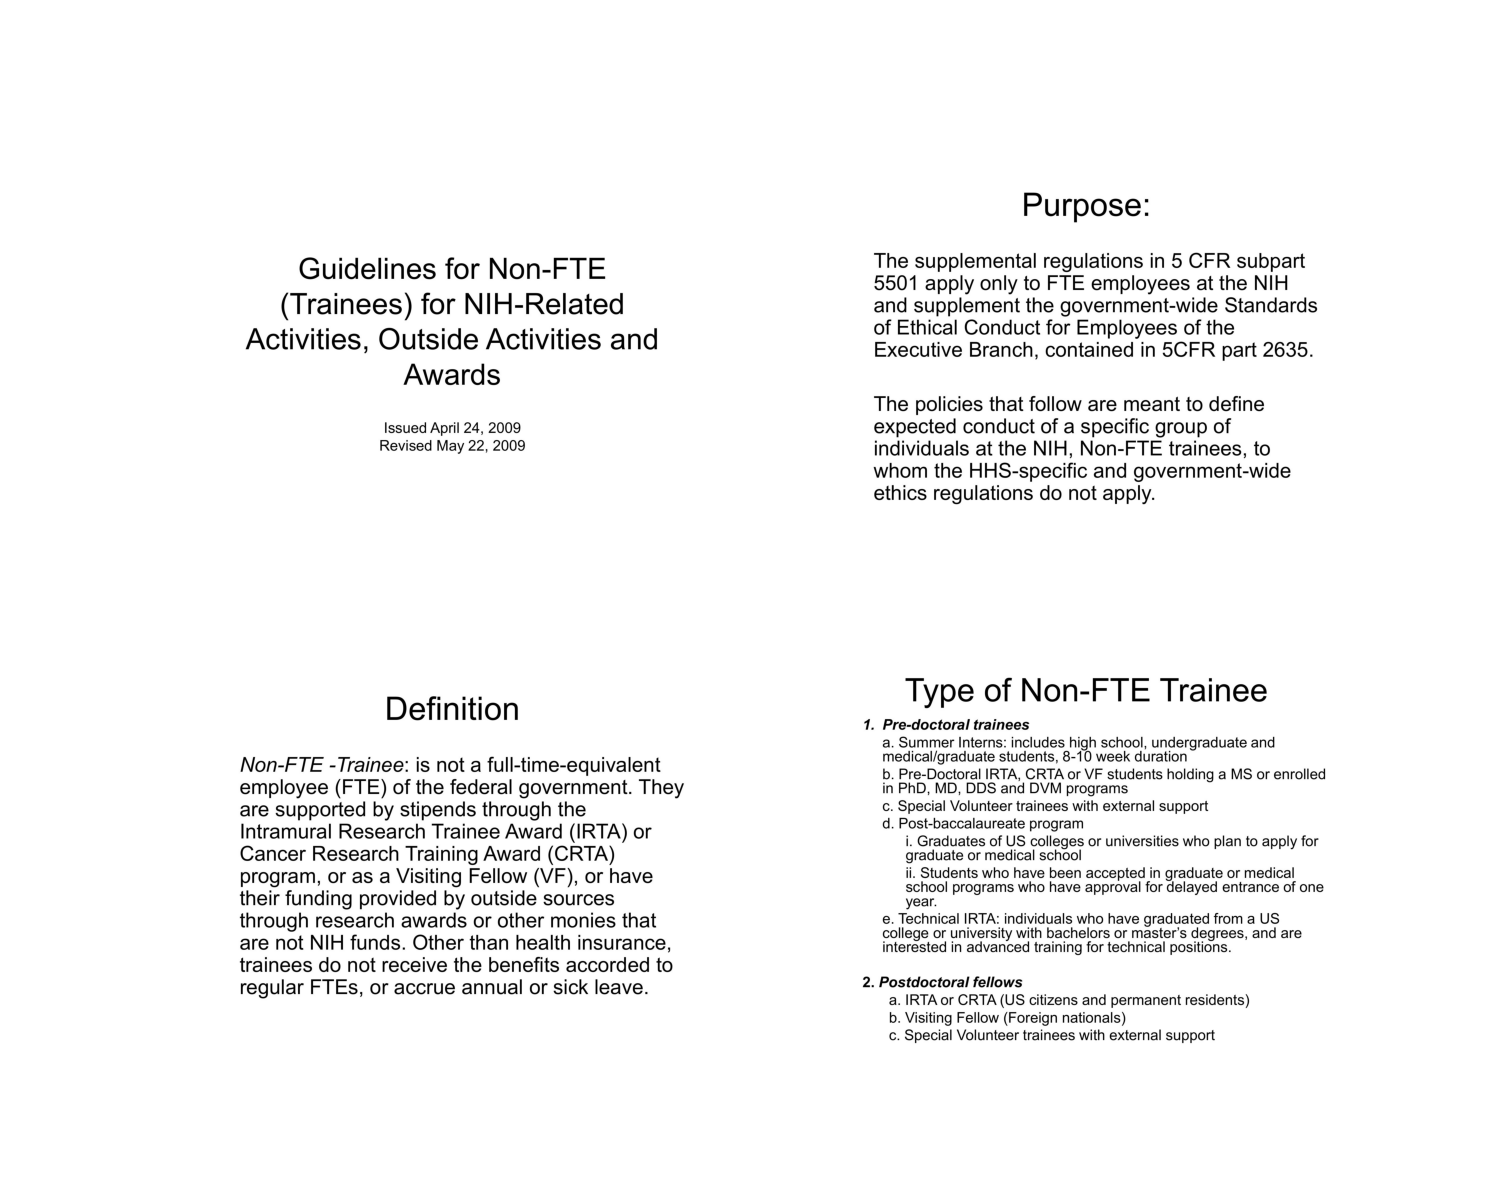 Guidelines for Non-FTE
(Trainees) for NIH-Related
Activities, Outside Activities and
Awards
Issued April 24, 2009
Revised May 22, 2009
Purpose:
The supplemental regulations in 5 CFR subpart
5501 apply only to FTE employees at the NIH
and supplement the government-wide Standards
of Ethical Conduct for Employees of the
Executive Branch, contained in 5CFR part 2635.
The policies that follow are meant to define
expected conduct of a specific group of
individuals at the NIH, Non-FTE trainees, to
whom the HHS-specific and government-wide
ethics regulations do not apply.
Definition
Non-FTE -Trainee: is not a full-time-equivalent
employee (FTE) of the federal government. They
are supported by stipends through the
Intramural Research Trainee Award (IRTA) or
Cancer Research Training Award (CRTA)
program, or as a Visiting Fellow (VF), or have
their funding provided by outside sources
through research awards or other monies that
are not NIH funds. Other than health insurance,
trainees do not receive the benefits accorded to
regular FTEs, or accrue annual or sick leave.
Type of Non-FTE Trainee
1. Pre-doctoral trainees
a. Summer Interns: includes high school, undergraduate and
medical/graduate students, 8-10 week duration
b. Pre-Doctoral IRTA, CRTA or VF students holding a MS or enrolled
in PhD, MD, DDS and DVM programs
c. Special Volunteer trainees with external support
d. Post-baccalaureate program
i. Graduates of US colleges or universities who plan to apply for
graduate or medical school
ii. Students who have been accepted in graduate or medical
school programs who have approval for delayed entrance of one
year.
e. Technical IRTA: individuals who have graduated from a US
college or university with bachelors or master’s degrees, and are
interested in advanced training for technical positions.
2. Postdoctoral fellows
a. IRTA or CRTA (US citizens and permanent residents)
b. Visiting Fellow (Foreign nationals)
c. Special Volunteer trainees with external support